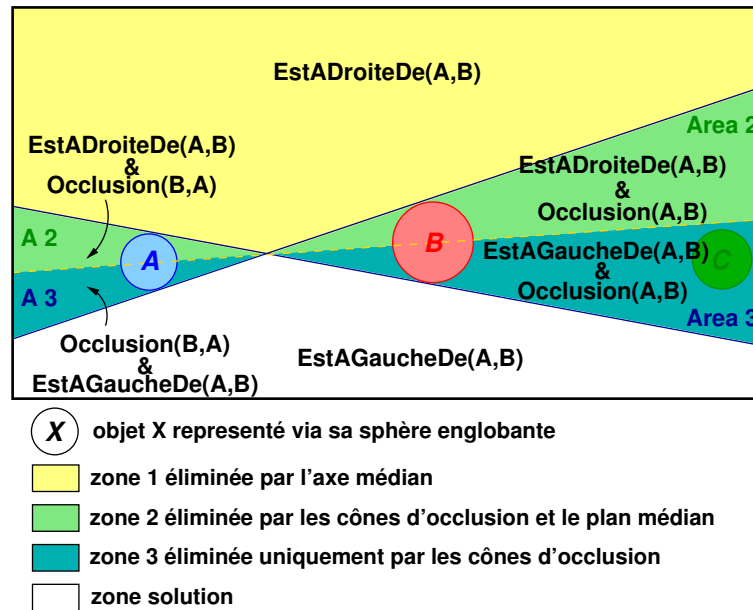 EstADroiteDe(A,B)
Area 2
EstADroiteDe(A,B)
&
Occlusion(B,A)
EstADroiteDe(A,B)
&
Occlusion(A,B)
A 2
A
B
EstAGaucheDe(A,B)
&
Occlusion(A,B)
C
A 3
Area 3
Occlusion(B,A)
&
EstAGaucheDe(A,B)
EstAGaucheDe(A,B)
X objet X representé via sa sphère englobante
zone 1 éliminée par l'axe médian
zone 2 éliminée par les cônes d'occlusion et le plan médian
zone 3 éliminée uniquement par les cônes d'occlusion
zone solution